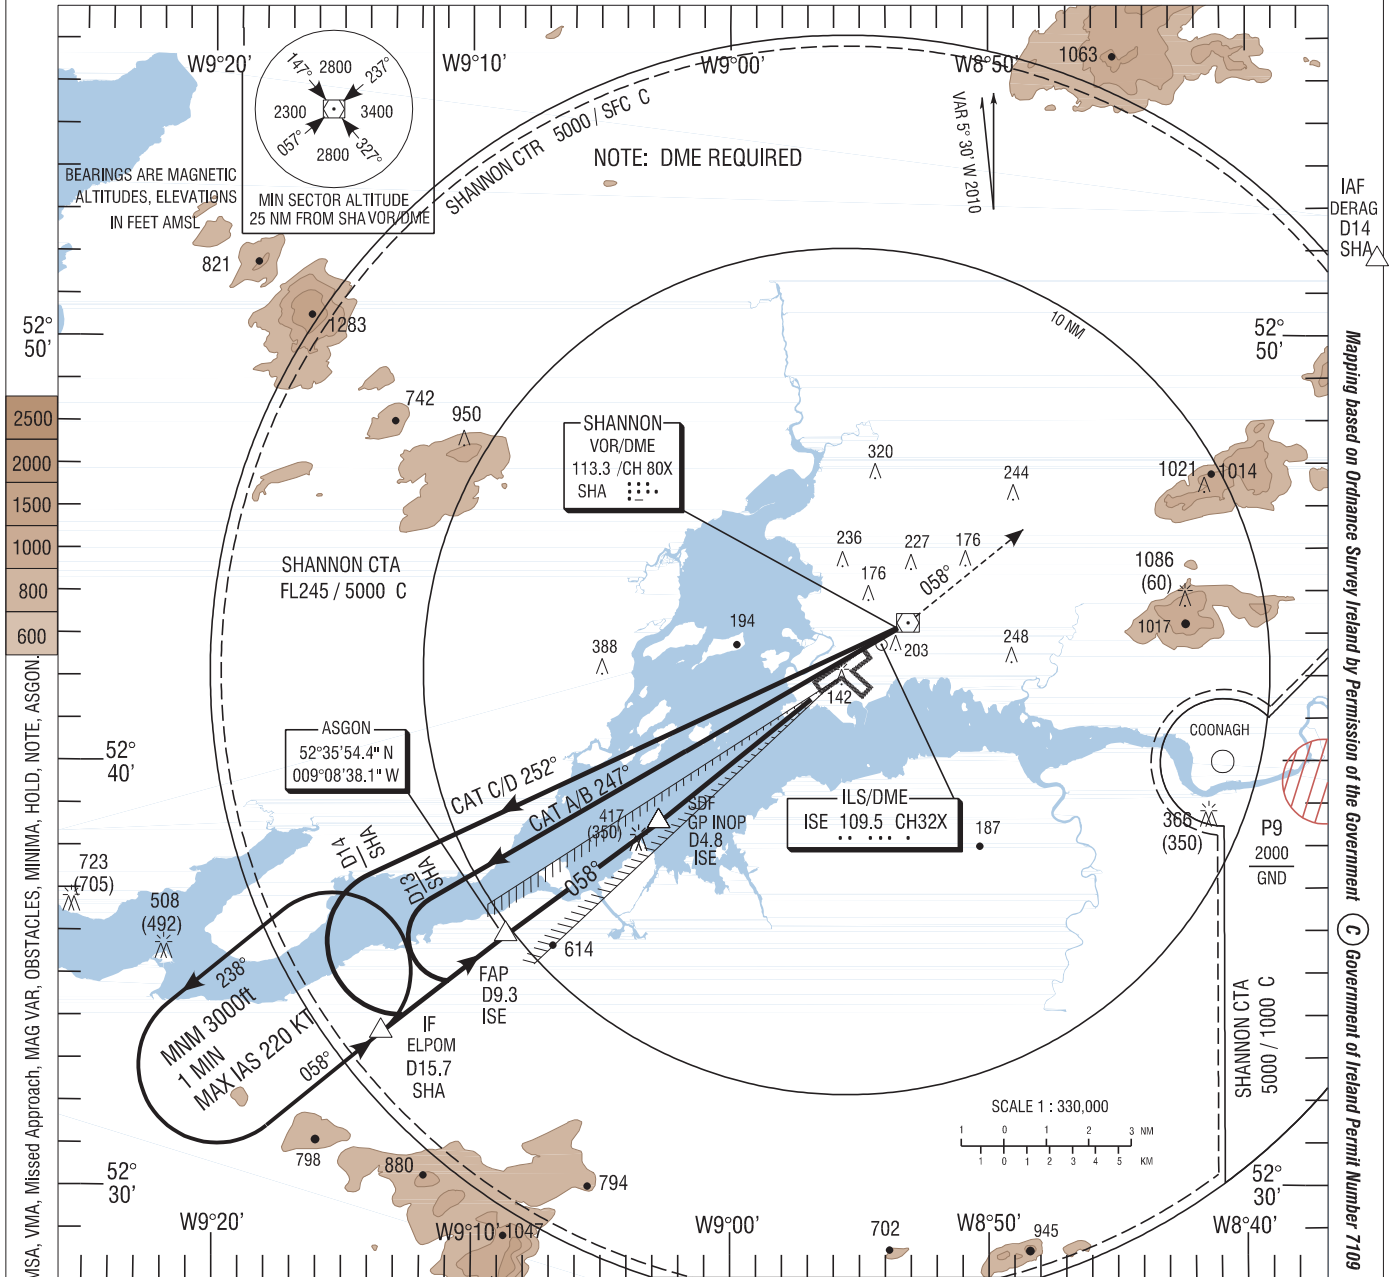 W9°20'
W9°10'
W9°00'
W8°50'
147°
2800
237°
2300
3400
057°
2800
327°
MIN SECTOR ALTITUDE
25 NM FROM SHA VOR/DME
BEARINGS ARE MAGNETIC
ALTITUDES, ELEVATIONS
IN FEET AMSL
SHANNON CTR 5000 / SFC C
NOTE: DME REQUIRED
VAR 5° 30' W 2010
1063
IAF
DERAG
D14
SHA
821
1283
52°
50'
52°
50'
10 NM
742
950
2500
2000
1500
1000
800
600
SHANNON
VOR/DME
113.3 /CH 80X
SHA
320
244
1021
1014
236
227
176
176
1086
(60)
1017
SHANNON CTA
FL245 / 5000 C
058°
194
388
203
248
142
ASGON
52°35'54.4" N
009°08'38.1" W
52°
40'
COONAGH
CAT C/D 252°
CAT A/B 247°
417
(350)
SDF
GP INOP
D4.8
ISE
ILS/DME
ISE 109.5 CH32X
187
366
(350)
P9
2000
GND
D14
SHA
D13
SHA
058°
723
(705)
508
(492)
614
238°
MNM 3000ft
1 MIN
MAX IAS 220 KT
058°
FAP
D9.3
ISE
IF
ELPOM
D15.7
SHA
SHANNON CTA
5000 / 1000 C
SCALE 1 : 330,000
1 0 1 2 3 NM
1 0 1 2 3 4 5 KM
798
880
794
1047
702
945
52°
30'
52°
30'
W9°20'
W9°10'
W9°00'
W8°50'
W8°40'
MSA, VMA, Missed Approach, MAG VAR, OBSTACLES, MINIMA, HOLD, NOTE, ASGON.
Mapping based on Ordnance Survey Ireland by Permission of the Government C Government of Ireland Permit Number 7109